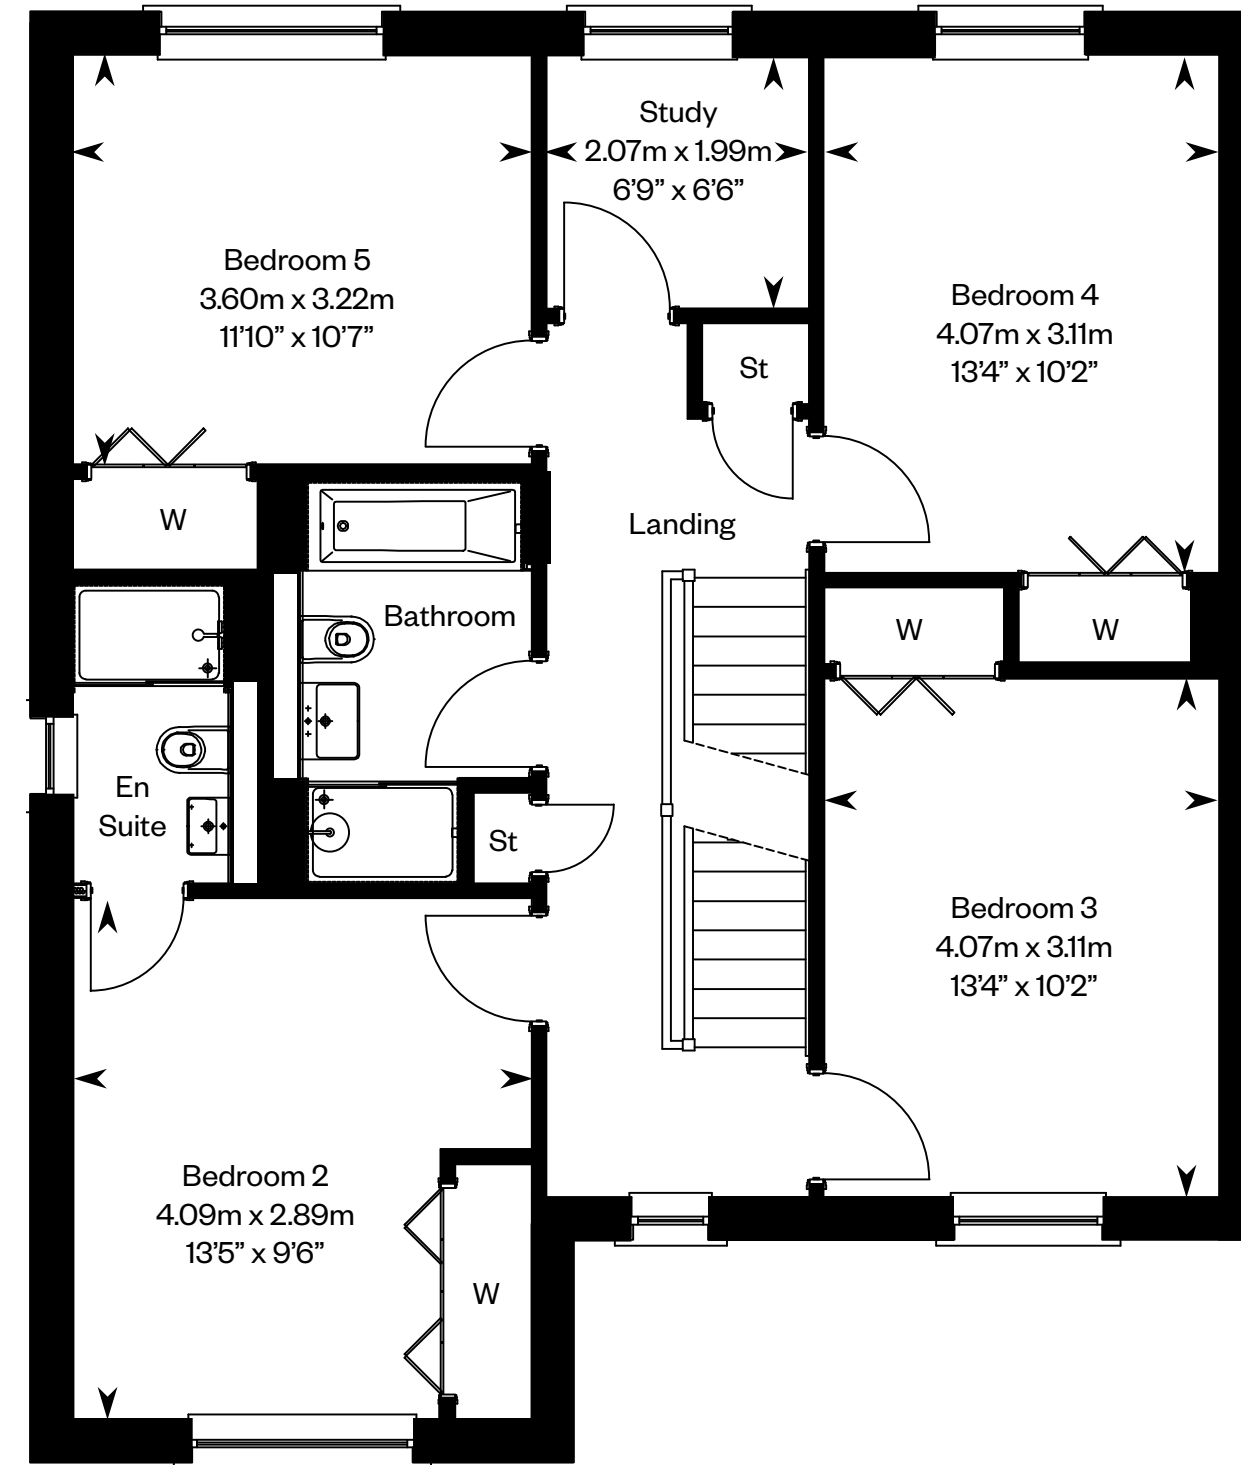 Study
2.07m x 1.99m
6’9” x 6’6”
Bedroom 5
3.60m x 3.22m
11’10” x 10’7”
Bedroom 4
4.07m x 3.11m
13’4” x 10’2”
St
W
Landing
Bathroom
W
W
En
Suite
St
Bedroom 3
4.07m x 3.11m
13’4” x 10’2”
Bedroom 2
4.09m x 2.89m
13’5” x 9’6”
W